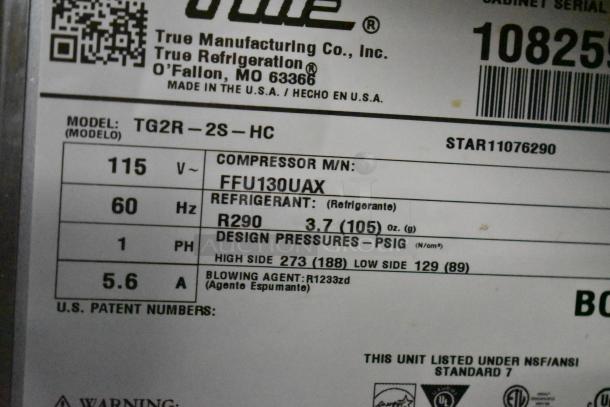 True®
CABINET SERIAL
True Manufacturing Co., Inc.
True Refrigeration®
O'Fallon, MO 63366
MADE IN THE U.S.A. / HECHO EN U.S.A.
MODEL: TG2R-2S-HC
(MODELO)
STAR11076290
115 V~
COMPRESSOR M/N:
FFU130UAX
60 Hz
REFRIGERANT: (Refrigerante)
R290 3.7 (105) oz. (g)
1 PH
DESIGN PRESSURES - PSIG (N/cm²)
HIGH SIDE 273 (188) LOW SIDE 129 (89)
5.6 A
BLOWING AGENT: R1233zd
(Agente Espumante)
U.S. PATENT NUMBERS:
THIS UNIT LISTED UNDER NSF/ANSI
STANDARD 7
WARNING: